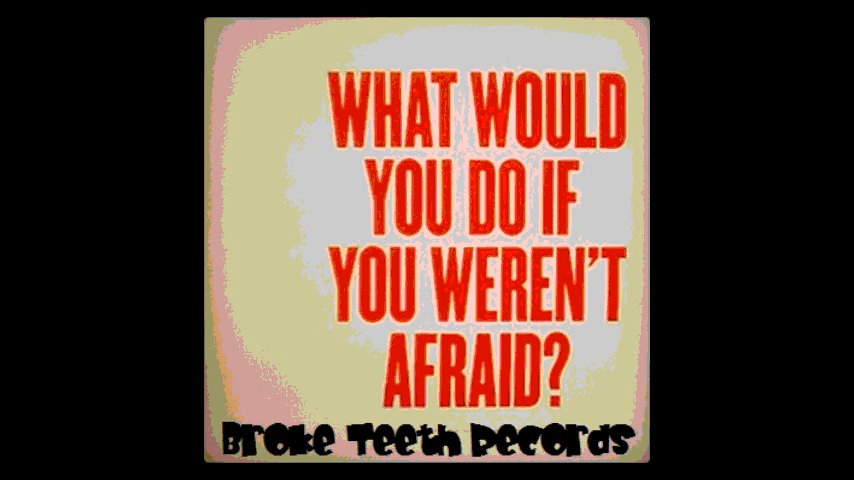 WHAT WOULD
YOU DO IF
YOU WEREN'T
AFRAID?
Broke Teeth Records